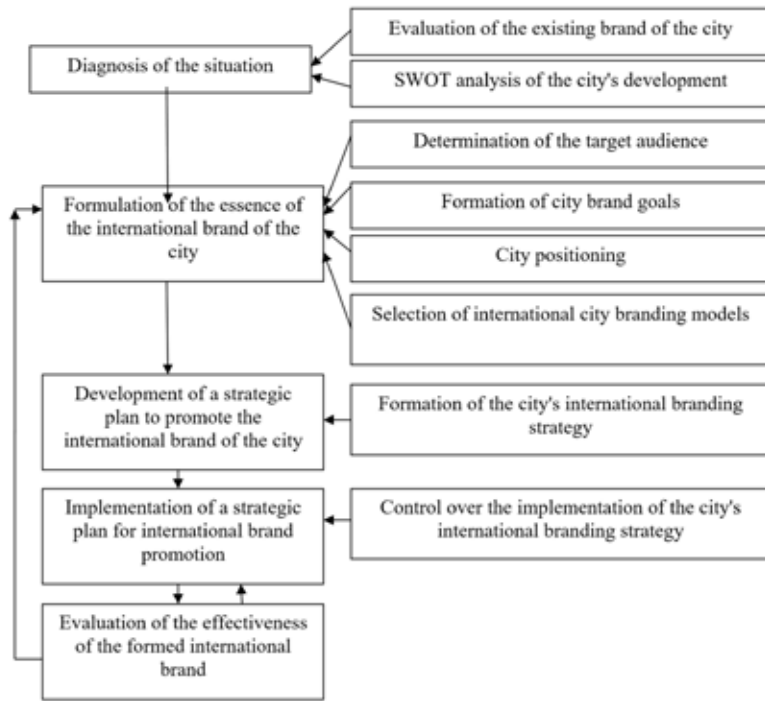 Evaluation of the existing brand of the city
Diagnosis of the situation
SWOT analysis of the city's development
Determination of the target audience
Formulation of the essence of
the international brand of the
city
Formation of city brand goals
City positioning
Selection of international city branding models
Development of a strategic
plan to promote the
international brand of the city
Formation of the city's international branding
strategy
Implementation of a strategic
plan for international brand
promotion
Control over the implementation of the city's
international branding strategy
Evaluation of the effectiveness
of the formed international
brand